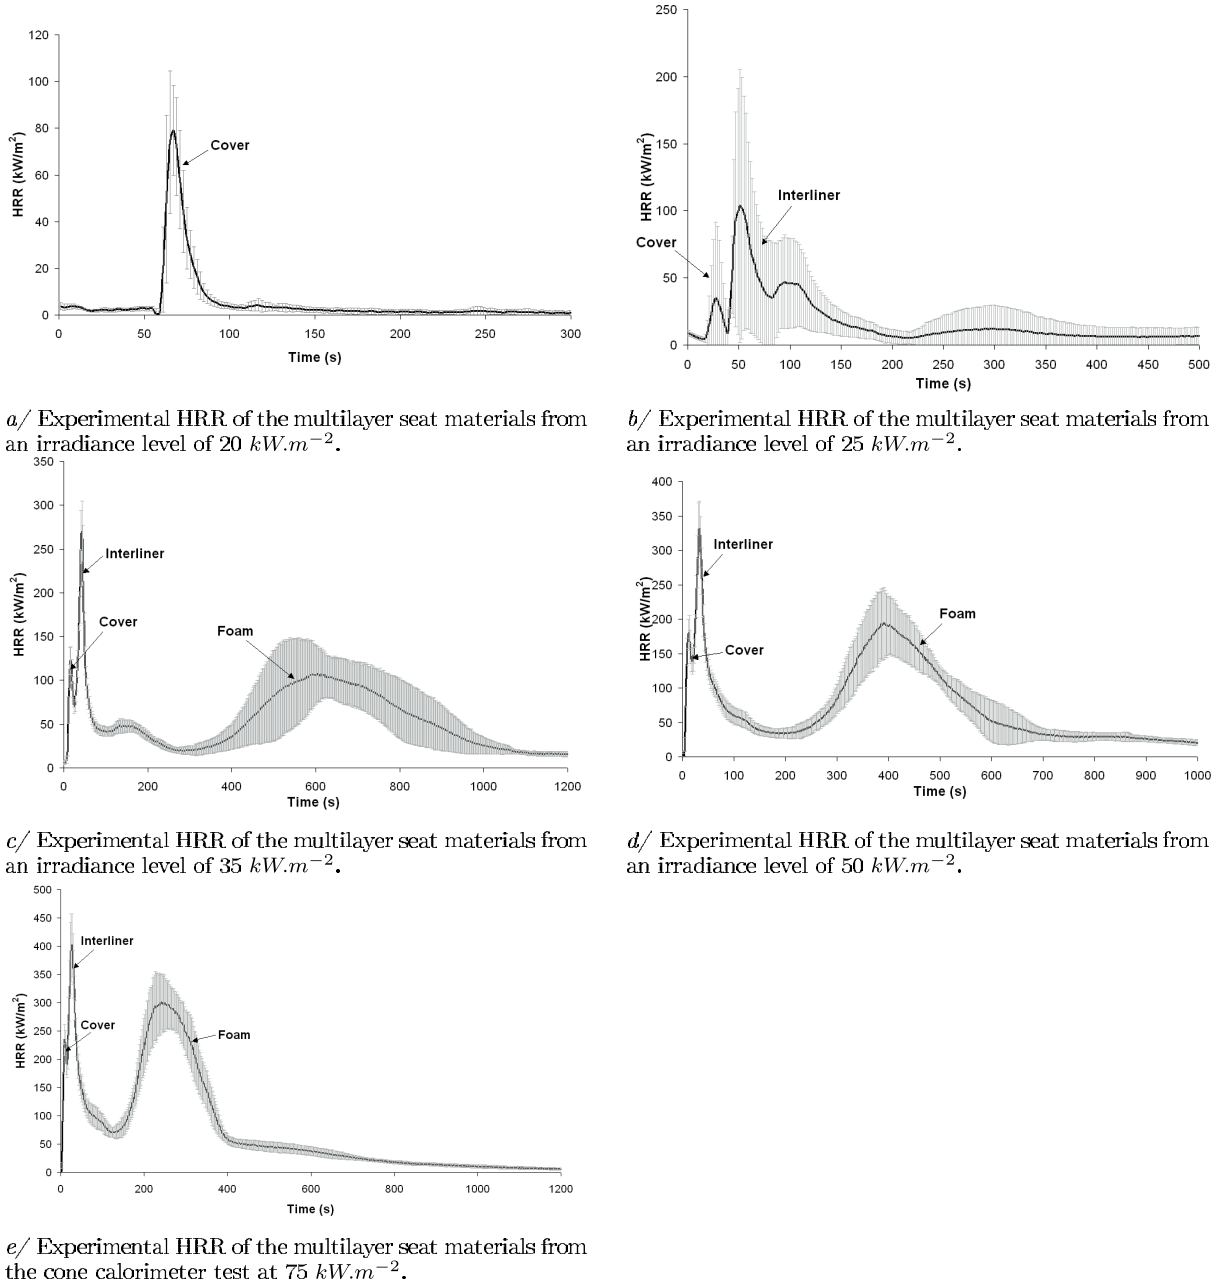 120
100
80
60
40
20
0
HRR (kW/m²)
Cover
0 50 100 150 200 250 300
Time (s)
a/ Experimental HRR of the multilayer seat materials from
an irradiance level of 20 kW.m⁻².
250
200
150
100
50
0
HRR (kW/m²)
Interliner
Cover
0 50 100 150 200 250 300 350 400 450 500
Time (s)
b/ Experimental HRR of the multilayer seat materials from
an irradiance level of 25 kW.m⁻².
350
300
250
200
150
100
50
0
HRR (kW/m²)
Interliner
Cover
Foam
0 200 400 600 800 1000 1200
Time (s)
c/ Experimental HRR of the multilayer seat materials from
an irradiance level of 35 kW.m⁻².
400
350
300
250
200
150
100
50
0
HRR (kW/m²)
Interliner
Foam
Cover
0 100 200 300 400 500 600 700 800 900 1000
Time (s)
d/ Experimental HRR of the multilayer seat materials from
an irradiance level of 50 kW.m⁻².
500
450
400
350
300
250
200
150
100
50
0
HRR (kW/m²)
Interliner
Cover
Foam
0 200 400 600 800 1000 1200
Time (s)
e/ Experimental HRR of the multilayer seat materials from
the cone calorimeter test at 75 kW.m⁻².